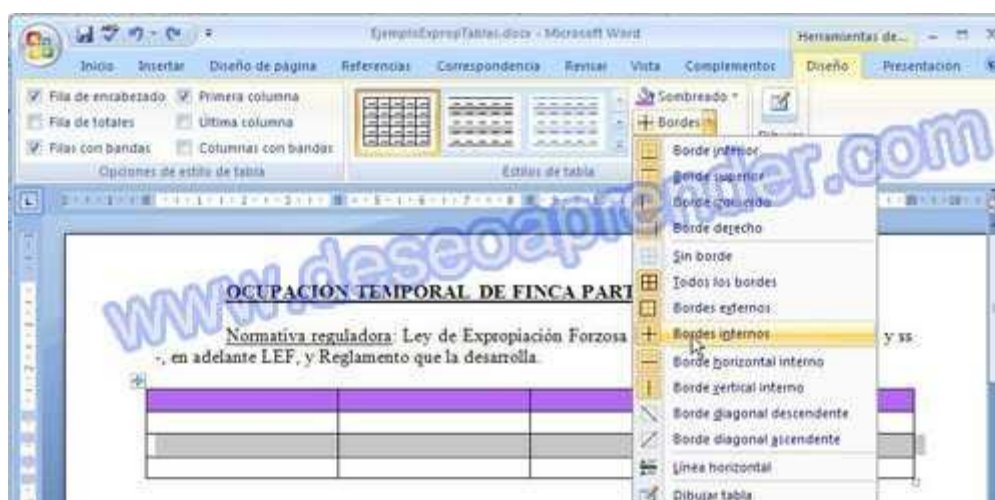 EjemploExpropTablas.docx - Microsoft Word
Herramientas de...
Inicio Insertar Diseño de página Referencias Correspondencia Revisar Vista Complementos Diseño Presentación
Fila de encabezado Primera columna
Fila de totales Última columna
Filas con bandas Columnas con bandas
Opciones de estilo de tabla
Estilos de tabla
Sombreado
Bordes
Borde inferior
Borde superior
Borde izquierdo
Borde derecho
Sin borde
Todos los bordes
Bordes externos
Bordes internos
Borde horizontal interno
Borde vertical interno
Borde diagonal descendente
Borde diagonal ascendente
Línea horizontal
Dibujar tabla
www.deseoaprender.com
OCUPACION TEMPORAL DE FINCA PART
Normativa reguladora: Ley de Expropiación Forzosa y ss
-, en adelante LEF, y Reglamento que la desarrolla.